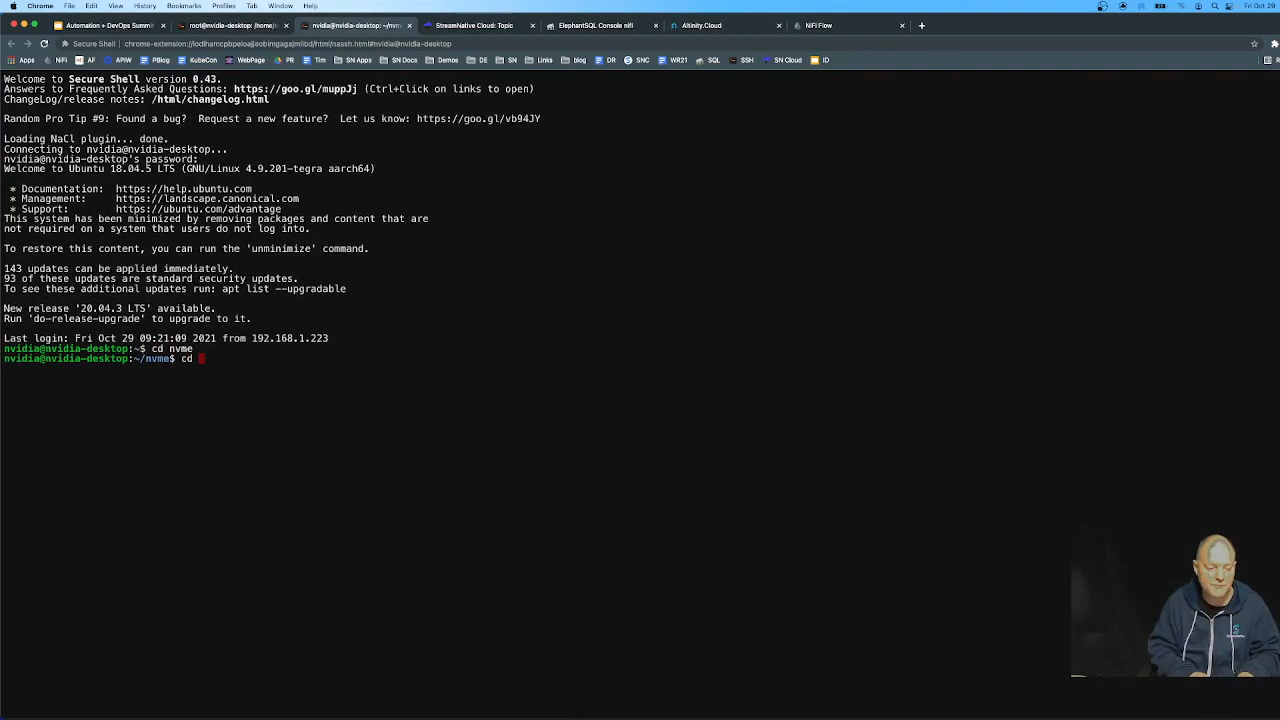 Chrome File Edit View History Bookmarks Profiles Tab Window Help
Fri Oct 29
Automation + DevOps Summit
root@nvidia-desktop: /home/n
nvidia@nvidia-desktop: ~/nvm
StreamNative Cloud: Topic
ElephantSQL Console nifi
Altinity.Cloud
NiFi Flow
Secure Shell
Apps NiFi AF APIW PBlog KubeCon WebPage PR Tim SN Apps SN Docs Demos DE SN Links blog DR SNC WR21 SQL SSH SN Cloud ID
Welcome to Secure Shell version 0.43.
Answers to Frequently Asked Questions: https://goo.gl/muppJj (Ctrl+Click on links to open)
ChangeLog/release notes: /html/changelog.html
Random Pro Tip #9: Found a bug? Request a new feature? Let us know: https://goo.gl/vb94JY
Loading NaCl plugin... done.
Connecting to nvidia@nvidia-desktop...
nvidia@nvidia-desktop's password:
Welcome to Ubuntu 18.04.5 LTS (GNU/Linux 4.9.201-tegra aarch64)
* Documentation: https://help.ubuntu.com
* Management: https://landscape.canonical.com
* Support: https://ubuntu.com/advantage
This system has been minimized by removing packages and content that are
not required on a system that users do not log into.
To restore this content, you can run the 'unminimize' command.
143 updates can be applied immediately.
93 of these updates are standard security updates.
To see these additional updates run: apt list --upgradable
New release '20.04.3 LTS' available.
Run 'do-release-upgrade' to upgrade to it.
Last login: Fri Oct 29 09:21:09 2021 from 192.168.1.223
nvidia@nvidia-desktop:~$ cd nvme
nvidia@nvidia-desktop:~/nvme$ cd